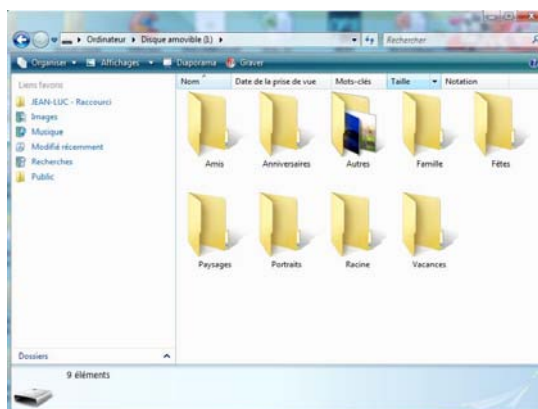 Ordinateur ▸ Disque amovible (J:) ▸ Rechercher
Organiser Affichages Diaporama Graver
Liens favoris
Nom Date de la prise de vue Mots-clés Taille Notation
JEAN-LUC - Raccourci
Images
Musique
Modifié récemment
Recherches
Public
Amis Anniversaires Autres Famille Fêtes
Paysages Portraits Racine Vacances
Dossiers
9 éléments